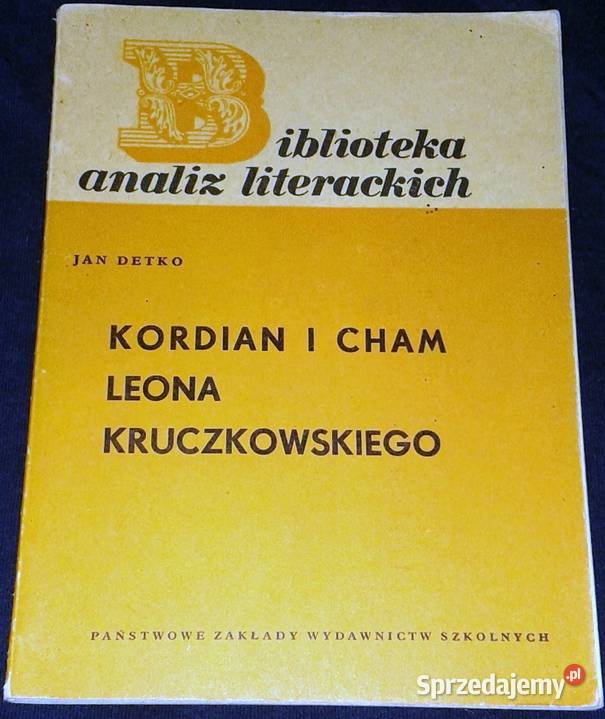 Biblioteka
analiz literackich
JAN DETKO
KORDIAN I CHAM
LEONA
KRUCZKOWSKIEGO
PAŃSTWOWE ZAKŁADY WYDAWNICTW SZKOLNYCH
Sprzedajemy.pl